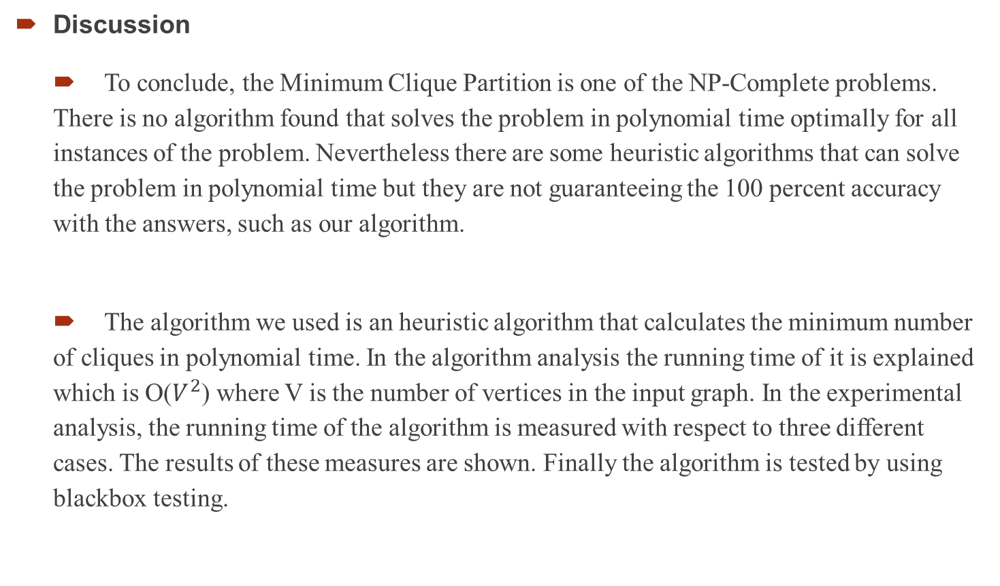 Discussion
To conclude, the Minimum Clique Partition is one of the NP-Complete problems.
There is no algorithm found that solves the problem in polynomial time optimally for all
instances of the problem. Nevertheless there are some heuristic algorithms that can solve
the problem in polynomial time but they are not guaranteeing the 100 percent accuracy
with the answers, such as our algorithm.
The algorithm we used is an heuristic algorithm that calculates the minimum number
of cliques in polynomial time. In the algorithm analysis the running time of it is explained
which is O(𝑉²) where V is the number of vertices in the input graph. In the experimental
analysis, the running time of the algorithm is measured with respect to three different
cases. The results of these measures are shown. Finally the algorithm is tested by using
blackbox testing.